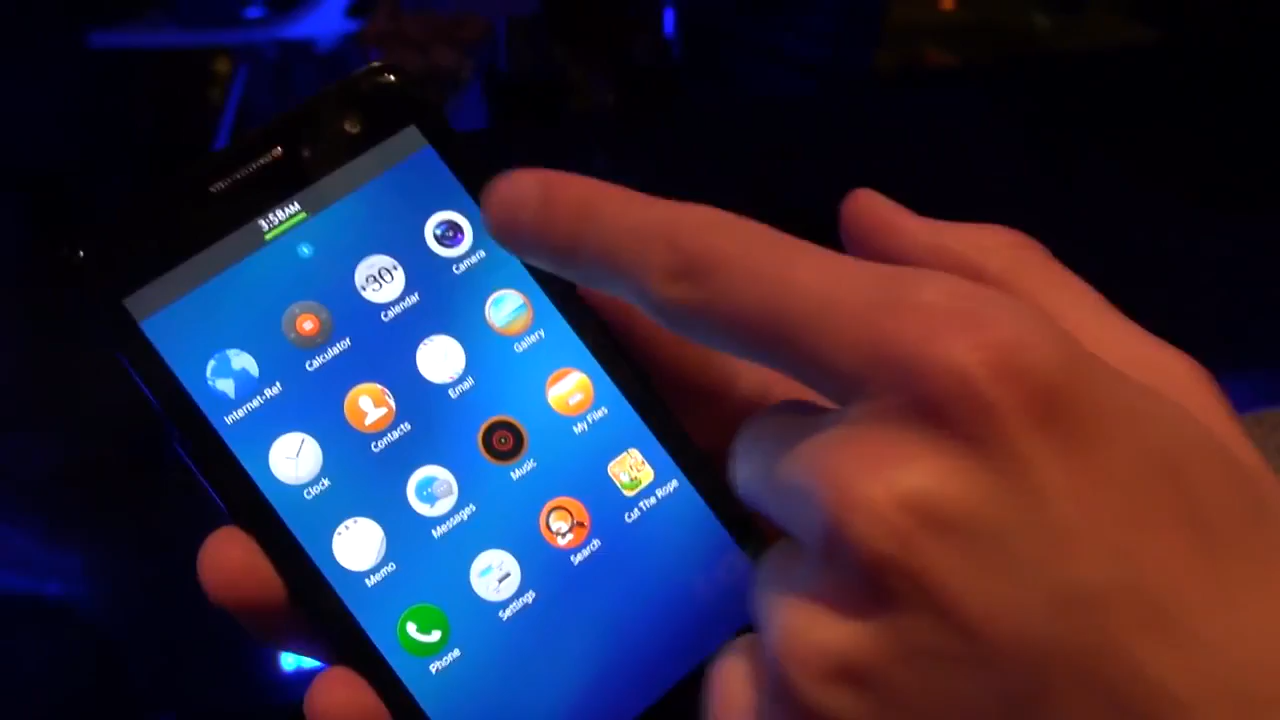 3:58AM
Internet-Ref
Calculator
Calendar
Camera
Clock
Contacts
Email
Gallery
Memo
Messages
Music
My Files
Phone
Settings
Search
Cut The Rope
30